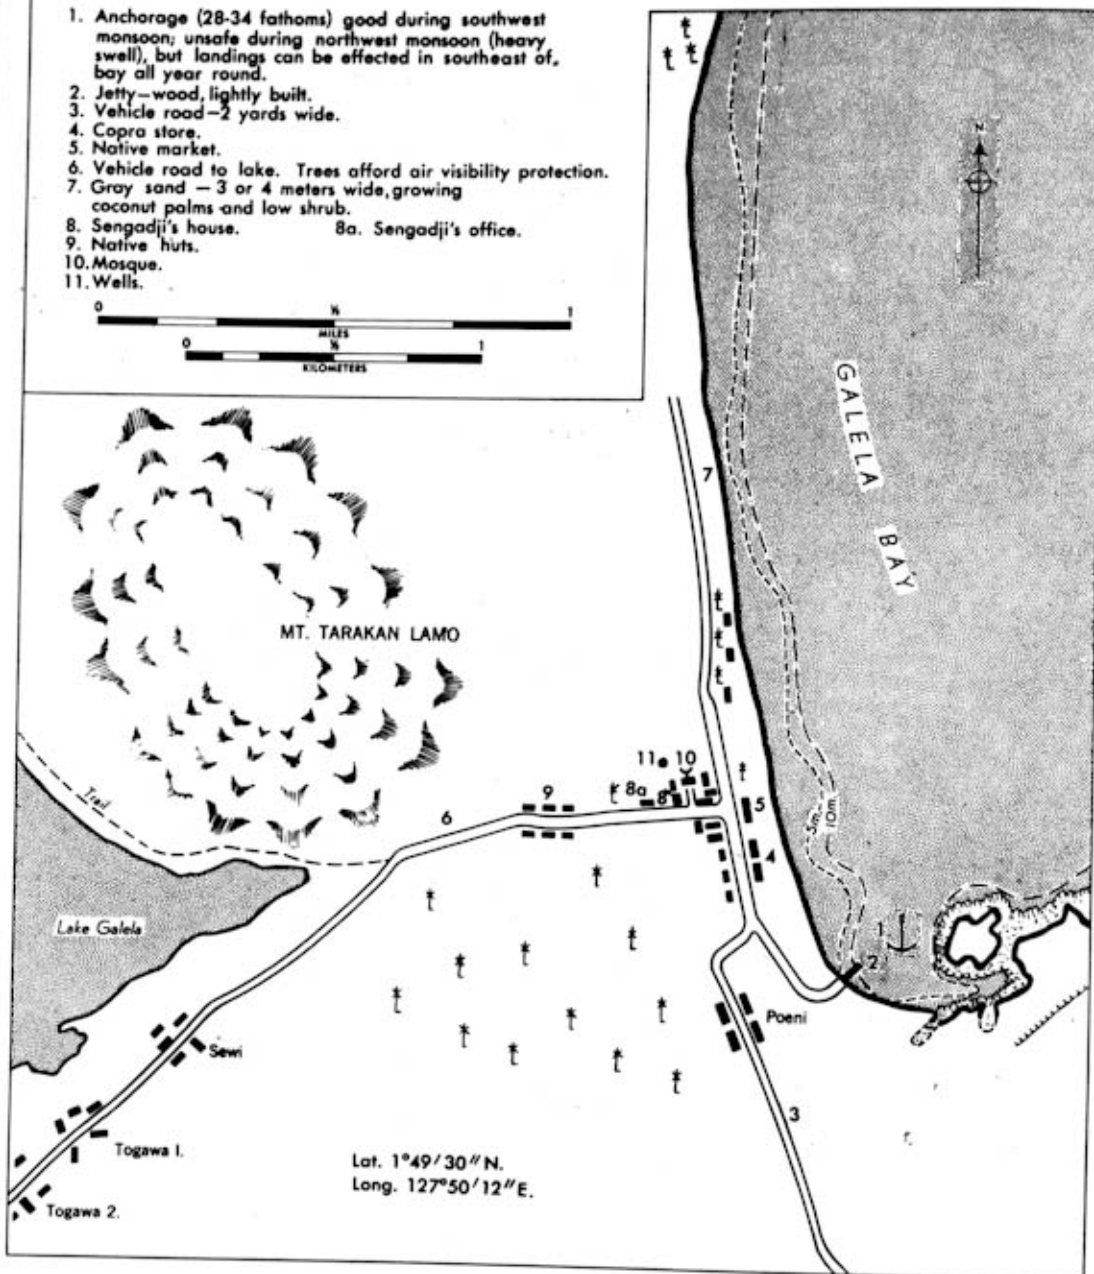 1. Anchorage (28-34 fathoms) good during southwest
monsoon; unsafe during northwest monsoon (heavy
swell), but landings can be effected in southeast of,
bay all year round.
2. Jetty—wood, lightly built.
3. Vehicle road—2 yards wide.
4. Copra store.
5. Native market.
6. Vehicle road to lake. Trees afford air visibility protection.
7. Gray sand — 3 or 4 meters wide, growing
coconut palms and low shrub.
8. Sengadji's house. 8a. Sengadji's office.
9. Native huts.
10. Mosque.
11. Wells.
0 ½ 1
MILES
0 ½ 1
KILOMETERS
N
GALELA BAY
7
MT. TARAKAN LAMO
11 10
8a 8
9
6
5
4
5m.
10m.
Trail
Lake Galela
1
2
Poeni
Sewi
3
Togawa 1.
Togawa 2.
Lat. 1°49′30″N.
Long. 127°50′12″E.